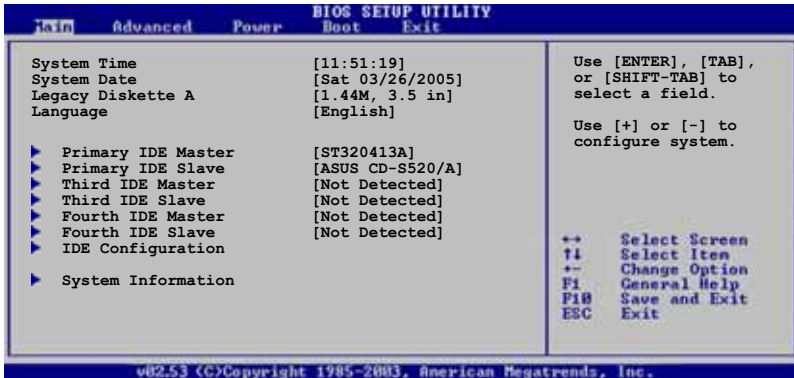 BIOS SETUP UTILITY
Main Advanced Power Boot Exit
System Time [11:51:19]
System Date [Sat 03/26/2005]
Legacy Diskette A [1.44M, 3.5 in]
Language [English]
Primary IDE Master [ST320413A]
Primary IDE Slave [ASUS CD-S520/A]
Third IDE Master [Not Detected]
Third IDE Slave [Not Detected]
Fourth IDE Master [Not Detected]
Fourth IDE Slave [Not Detected]
IDE Configuration
System Information
Use [ENTER], [TAB],
or [SHIFT-TAB] to
select a field.
Use [+] or [-] to
configure system.
↔ Select Screen
↑↓ Select Item
+- Change Option
F1 General Help
F10 Save and Exit
ESC Exit
v02.53 (C)Copyright 1985-2003, American Megatrends, Inc.